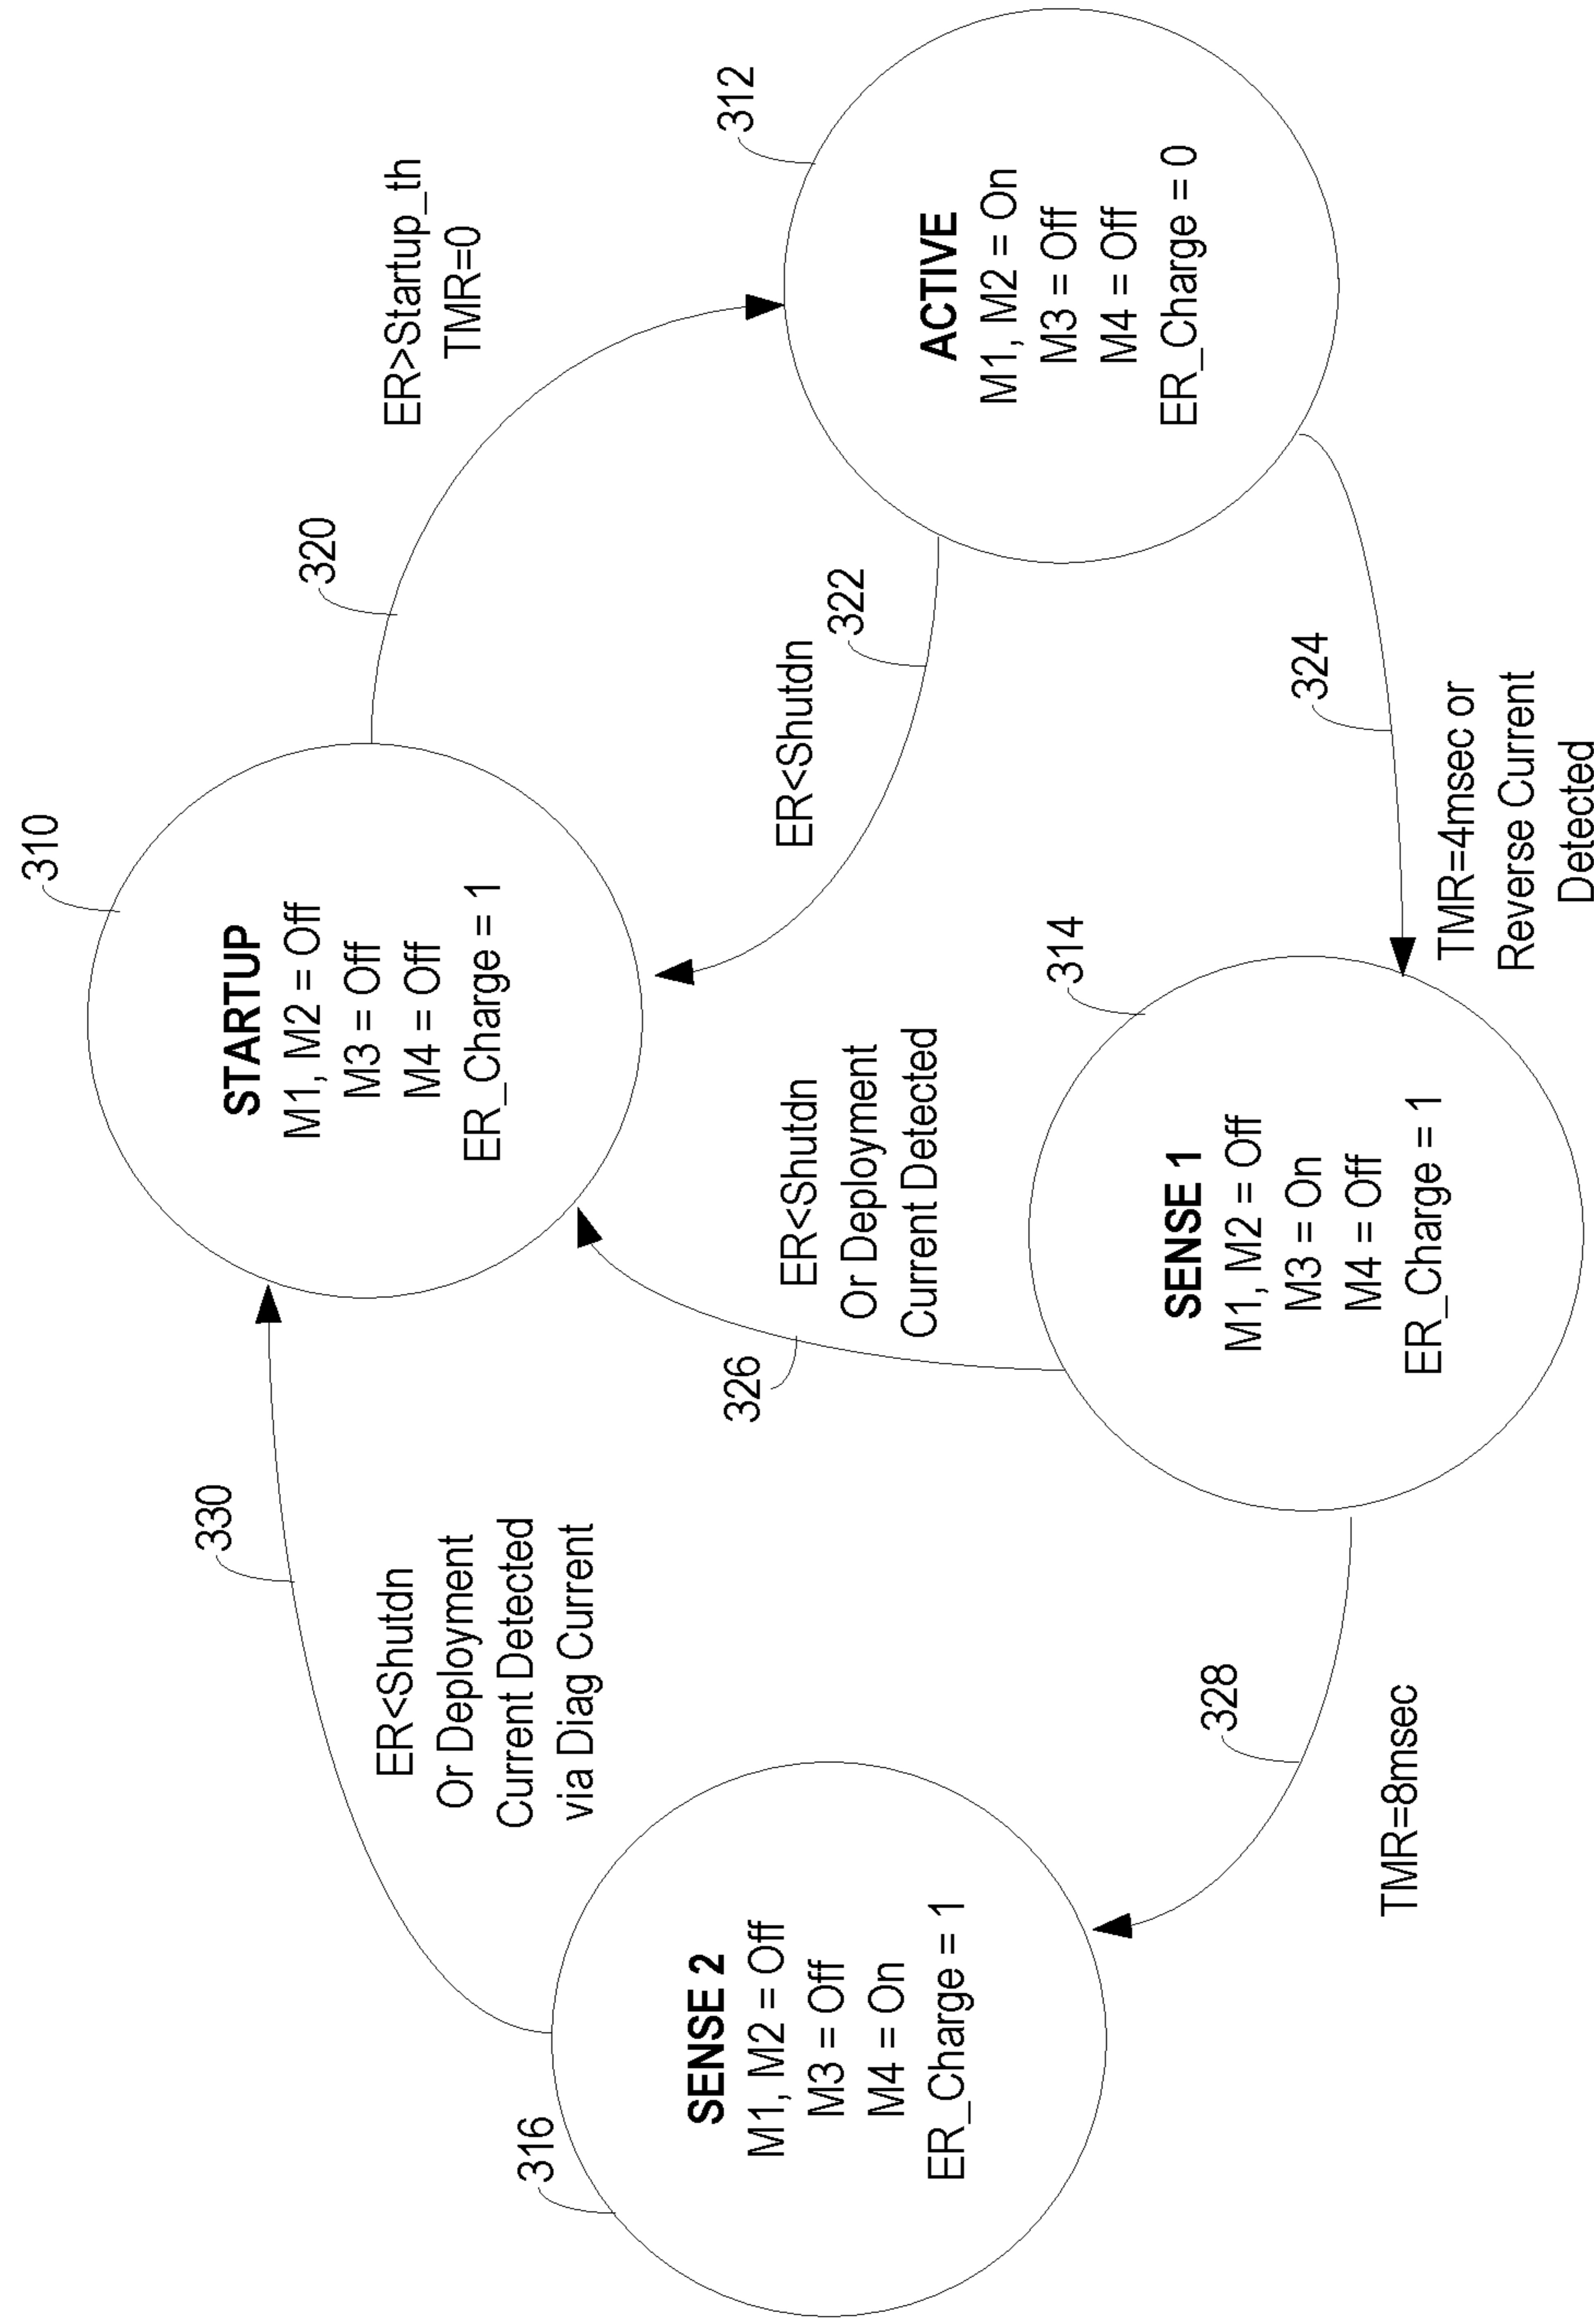 310
STARTUP
M1, M2 = Off
M3 = Off
M4 = Off
ER_Charge = 1
320
ER>Startup_th
TMR=0
312
ACTIVE
M1, M2 = On
M3 = Off
M4 = Off
ER_Charge = 0
322
ER<Shutdn
324
TMR=4msec or
Reverse Current
Detected
314
SENSE 1
M1, M2 = Off
M3 = On
M4 = Off
ER_Charge = 1
326
ER<Shutdn
Or Deployment
Current Detected
328
TMR=8msec
316
SENSE 2
M1, M2 = Off
M3 = Off
M4 = On
ER_Charge = 1
330
ER<Shutdn
Or Deployment
Current Detected
via Diag Current